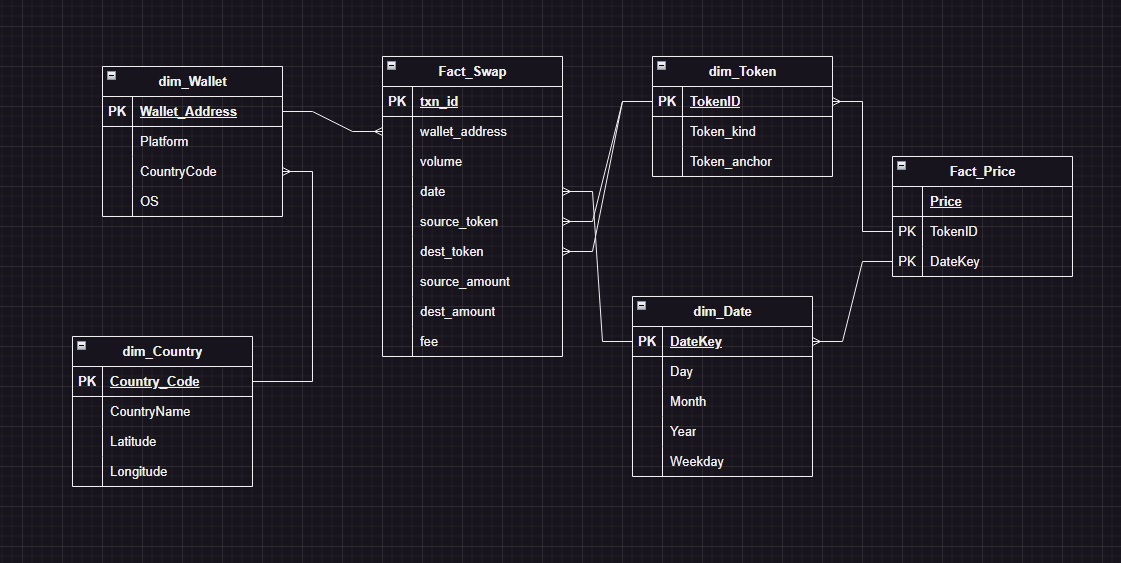 dim_Wallet
PK Wallet_Address
Platform
CountryCode
OS
Fact_Swap
PK txn_id
wallet_address
volume
date
source_token
dest_token
source_amount
dest_amount
fee
dim_Token
PK TokenID
Token_kind
Token_anchor
Fact_Price
Price
PK TokenID
PK DateKey
dim_Date
PK DateKey
Day
Month
Year
Weekday
dim_Country
PK Country_Code
CountryName
Latitude
Longitude